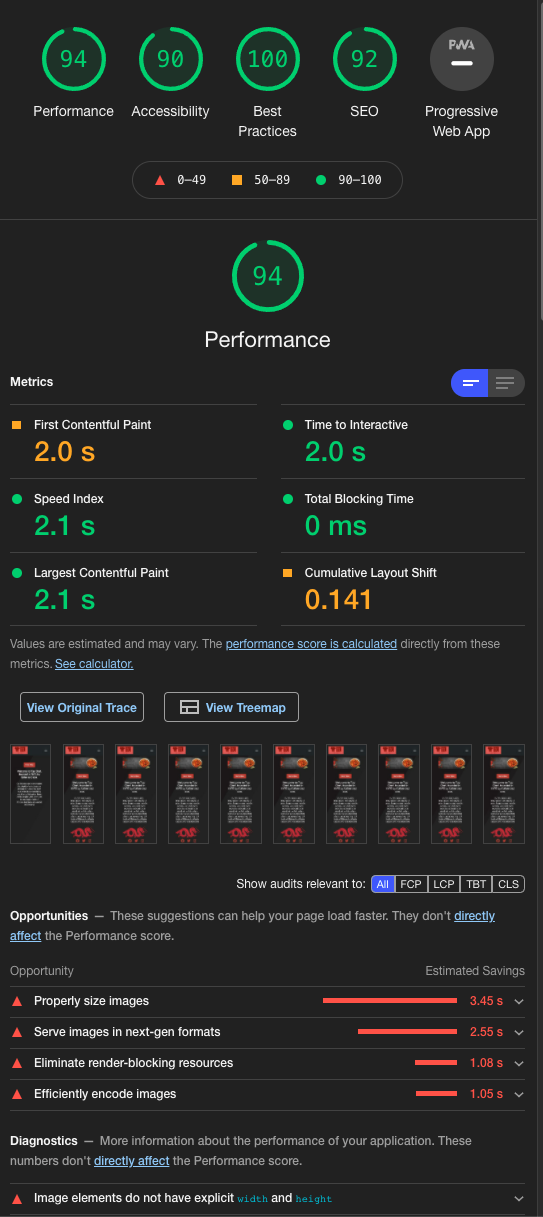 94
90
100
92
PWA
Performance
Accessibility
Best
Practices
SEO
Progressive
Web App
0–49
50–89
90–100
94
Performance
Metrics
First Contentful Paint
2.0 s
Time to Interactive
2.0 s
Speed Index
2.1 s
Total Blocking Time
0 ms
Largest Contentful Paint
2.1 s
Cumulative Layout Shift
0.141
Values are estimated and may vary. The performance score is calculated directly from these
metrics. See calculator.
View Original Trace
View Treemap
Show audits relevant to: All FCP LCP TBT CLS
Opportunities — These suggestions can help your page load faster. They don't directly
affect the Performance score.
Opportunity Estimated Savings
Properly size images 3.45 s
Serve images in next-gen formats 2.55 s
Eliminate render-blocking resources 1.08 s
Efficiently encode images 1.05 s
Diagnostics — More information about the performance of your application. These
numbers don't directly affect the Performance score.
Image elements do not have explicit width and height